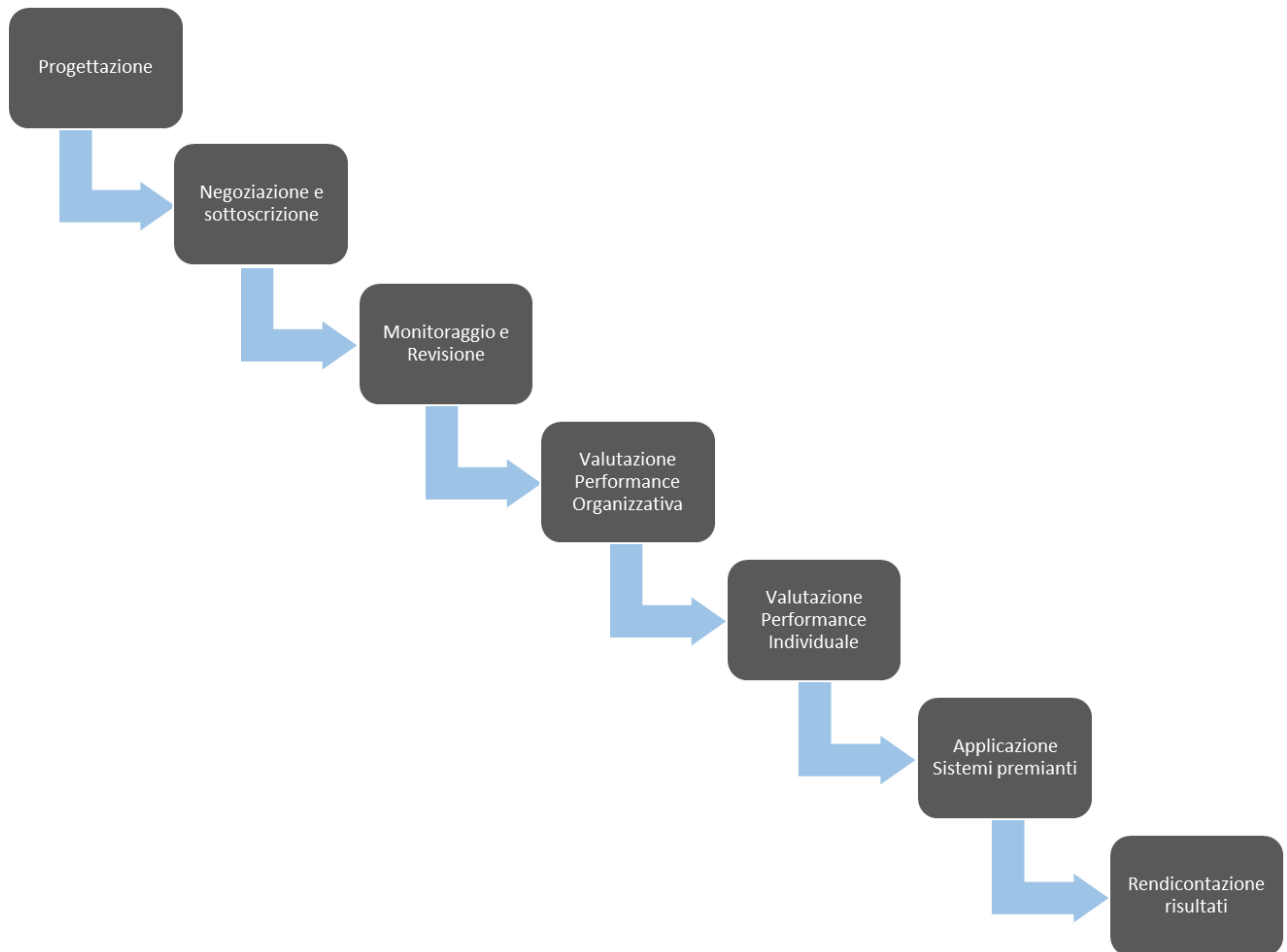 Progettazione
Negoziazione e
sottoscrizione
Monitoraggio e
Revisione
Valutazione
Performance
Organizzativa
Valutazione
Performance
Individuale
Applicazione
Sistemi premianti
Rendicontazione
risultati